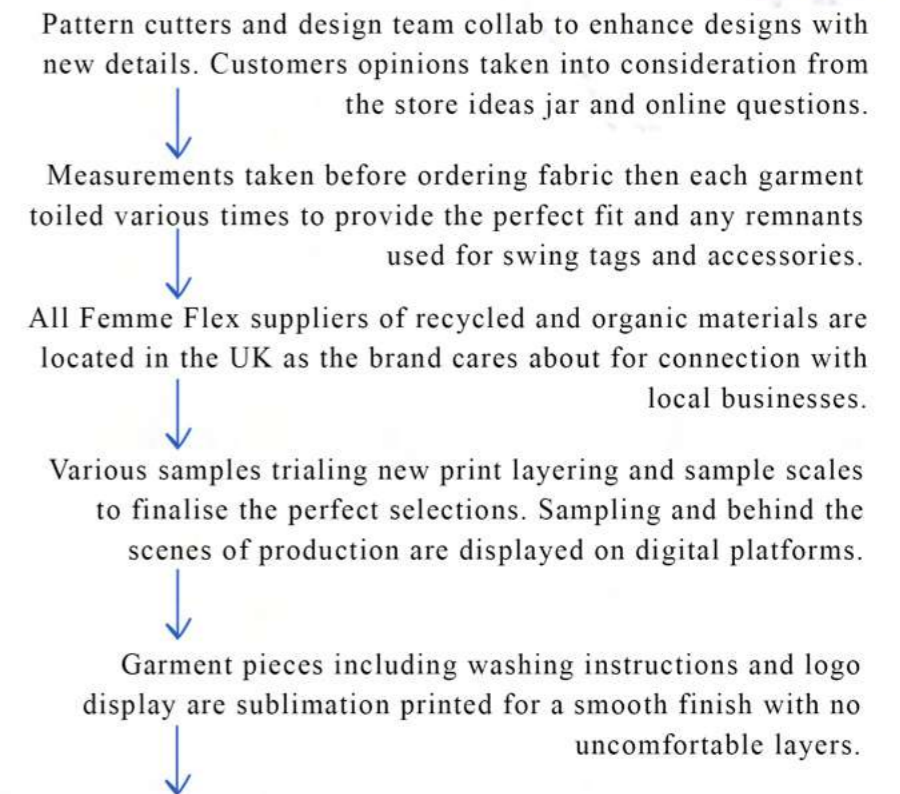 Pattern cutters and design team collab to enhance designs with
new details. Customers opinions taken into consideration from
the store ideas jar and online questions.
Measurements taken before ordering fabric then each garment
toiled various times to provide the perfect fit and any remnants
used for swing tags and accessories.
All Femme Flex suppliers of recycled and organic materials are
located in the UK as the brand cares about for connection with
local businesses.
Various samples trialing new print layering and sample scales
to finalise the perfect selections. Sampling and behind the
scenes of production are displayed on digital platforms.
Garment pieces including washing instructions and logo
display are sublimation printed for a smooth finish with no
uncomfortable layers.